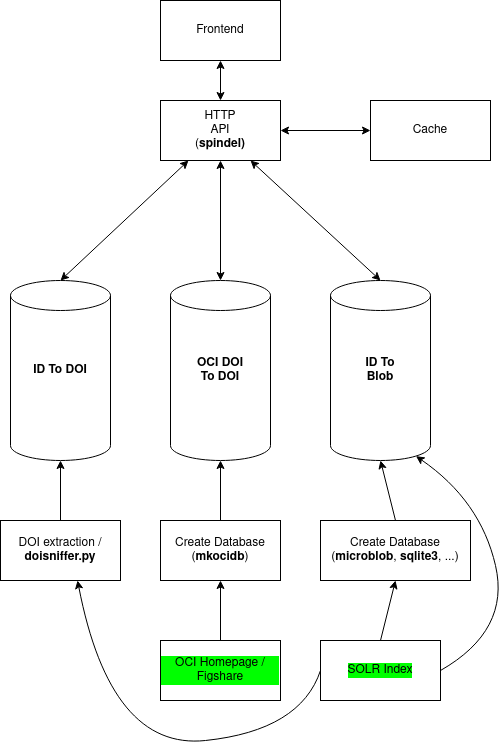 Frontend
HTTP
API
(spindel)
Cache
ID To DOI
OCI DOI
To DOI
ID To
Blob
DOI extraction /
doisniffer.py
Create Database
(mkocidb)
Create Database
(microblob, sqlite3, ...)
OCI Homepage /
Figshare
SOLR Index